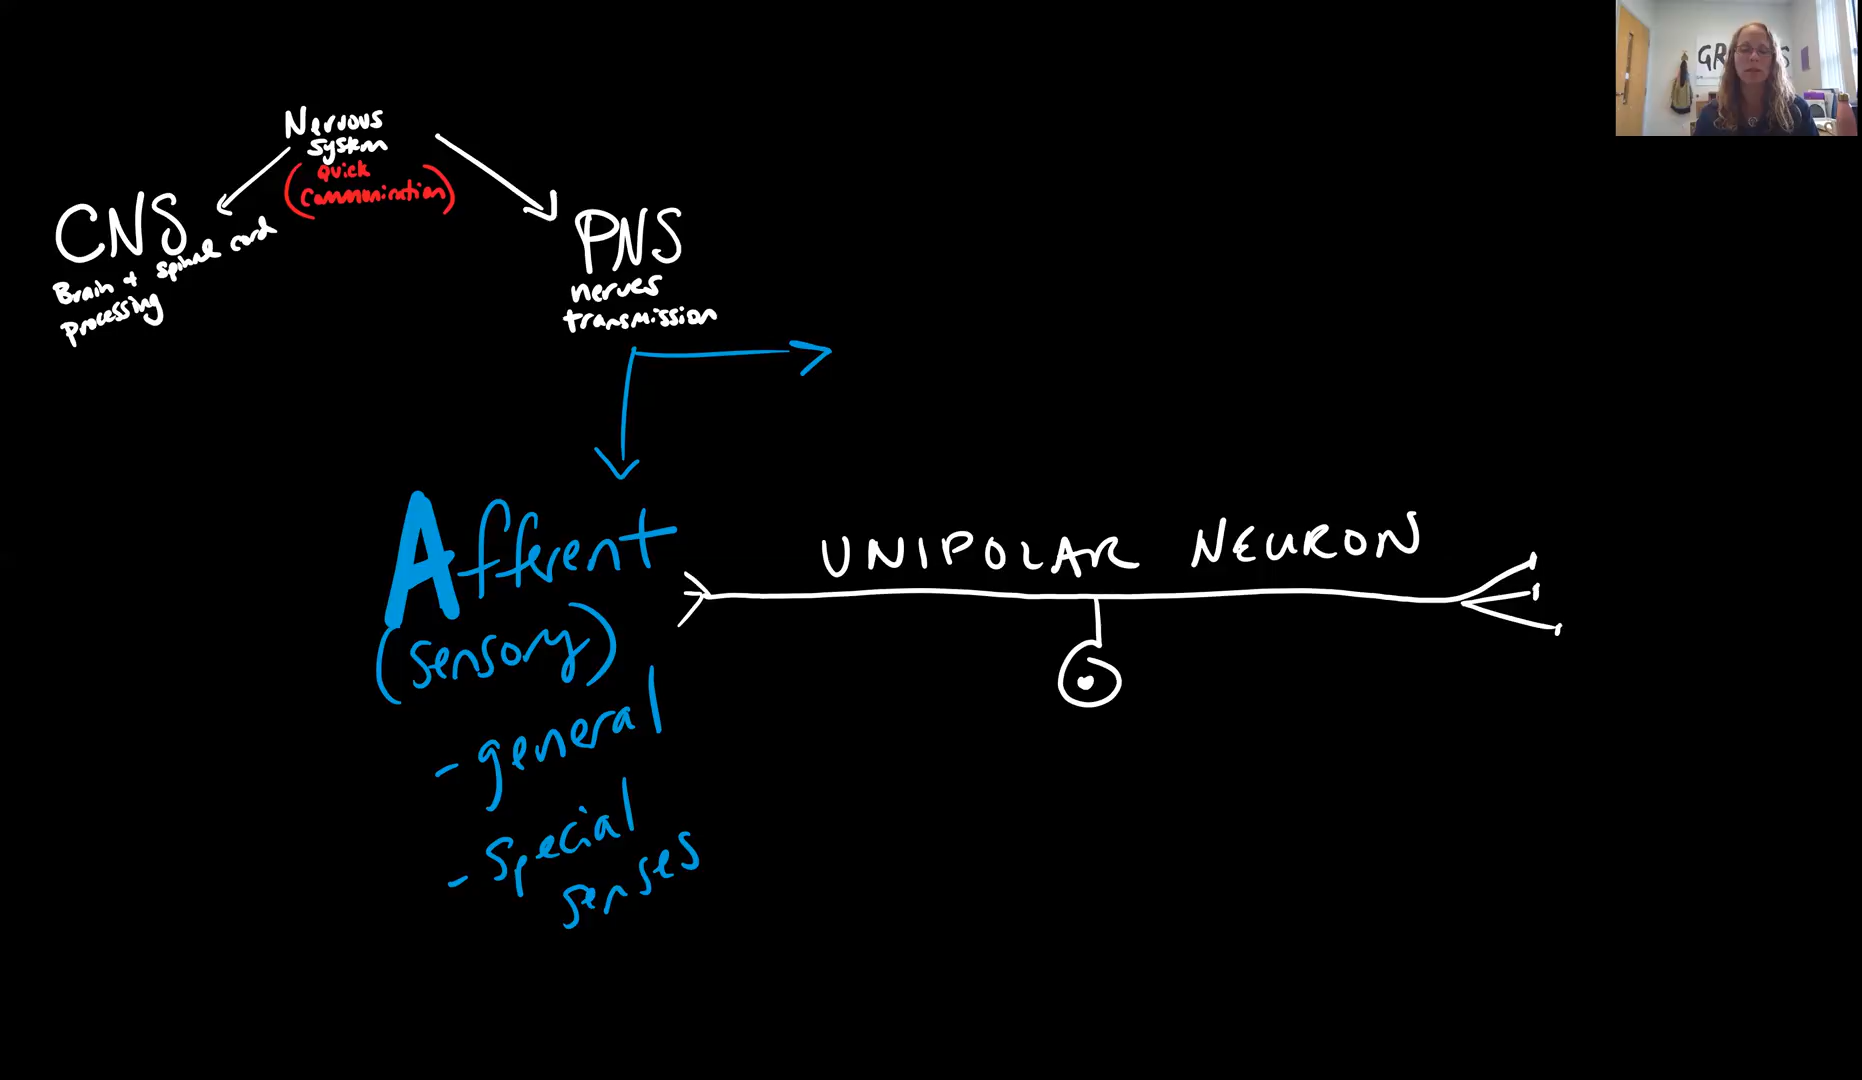 Nervous
system
(Quick
Communication)
CNS
Brain + spinal cord
processing
PNS
nerves
transmission
Afferent
(sensory)
- general
- special
senses
UNIPOLAR NEURON